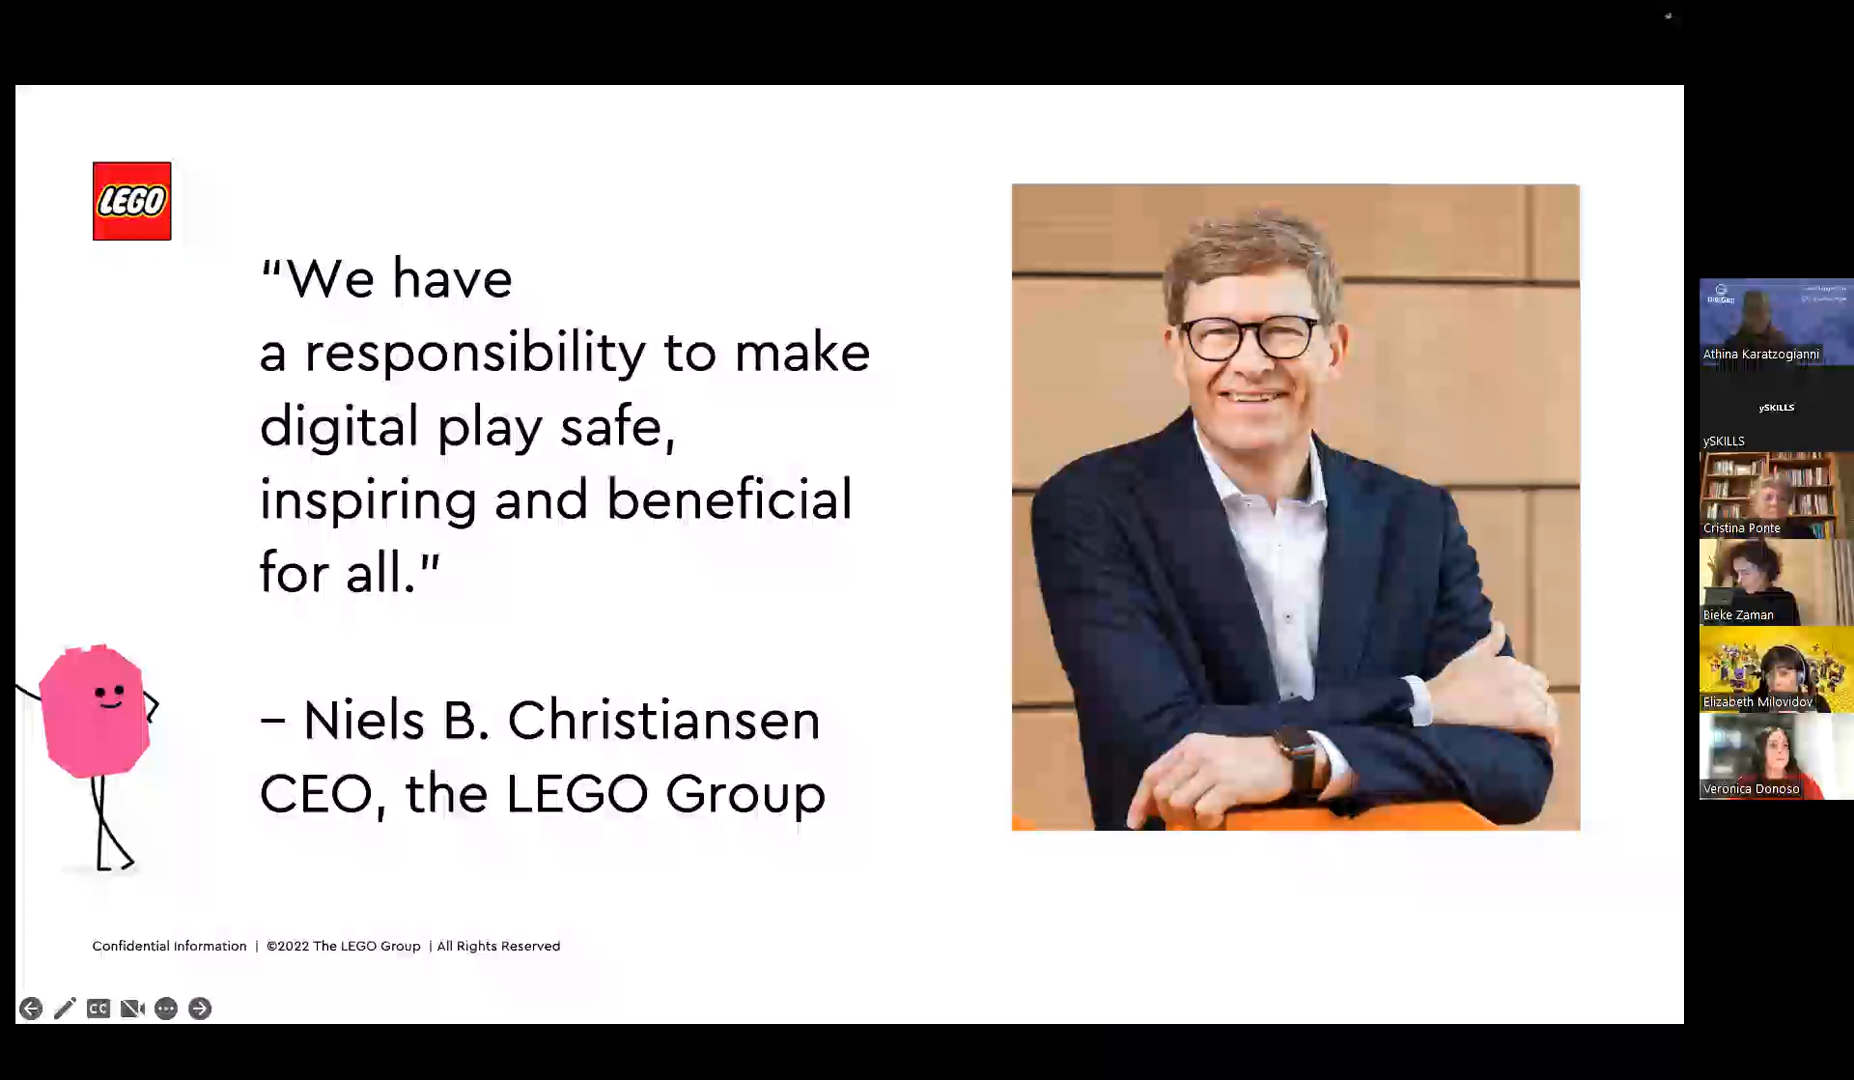 LEGO
“We have
a responsibility to make
digital play safe,
inspiring and beneficial
for all.”
– Niels B. Christiansen
CEO, the LEGO Group
Confidential Information | ©2022 The LEGO Group | All Rights Reserved
CC
Athina Karatzogianni
ySKILLS
ySKILLS
Cristina Ponte
Bieke Zaman
Elizabeth Milovidov
Veronica Donoso